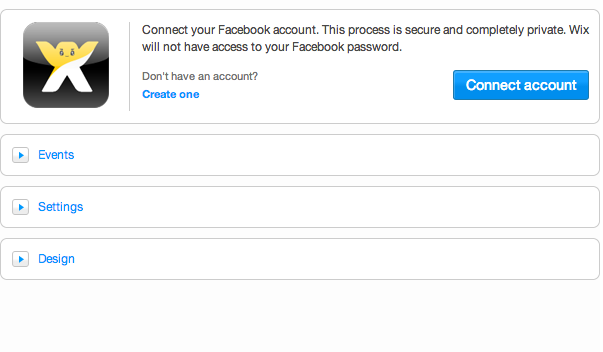 Connect your Facebook account. This process is secure and completely private. Wix
will not have access to your Facebook password.
Don't have an account?
Create one
Connect account
Events
Settings
Design